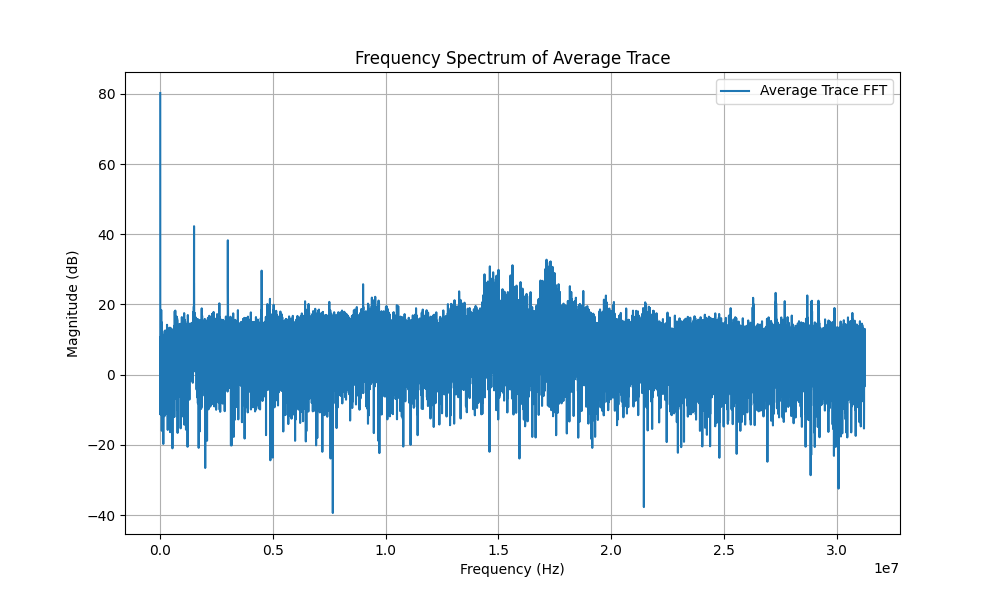 Frequency Spectrum of Average Trace
Average Trace FFT
Magnitude (dB)
80
60
40
20
0
−20
−40
0.0 0.5 1.0 1.5 2.0 2.5 3.0
1e7
Frequency (Hz)